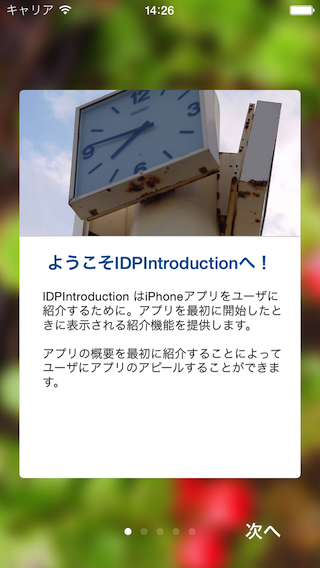 キャリア 14:26
12
ようこそIDPIntroductionへ！
IDPIntroduction はiPhoneアプリをユーザに
紹介するために。アプリを最初に開始したと
きに表示される紹介機能を提供します。
アプリの概要を最初に紹介することによって
ユーザにアプリのアピールすることができま
す。
次へ